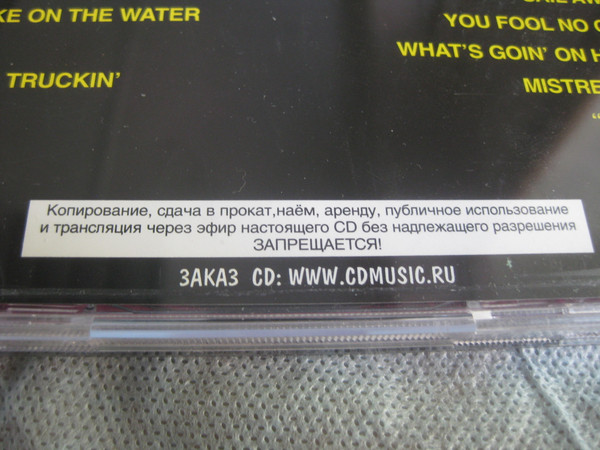 KE ON THE WATER
TRUCKIN'
YOU FOOL NO
WHAT'S GOIN' ON
Копирование, сдача в прокат,наём, аренду, публичное использование
и трансляция через эфир настоящего CD без надлежащего разрешения
ЗАПРЕЩАЕТСЯ!
ЗАКАЗ CD: WWW.CDMUSIC.RU